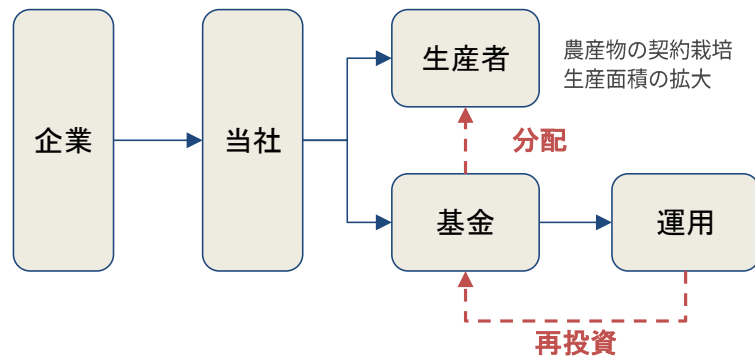 企業
当社
生産者
農産物の契約栽培
生産面積の拡大
分配
基金
運用
再投資